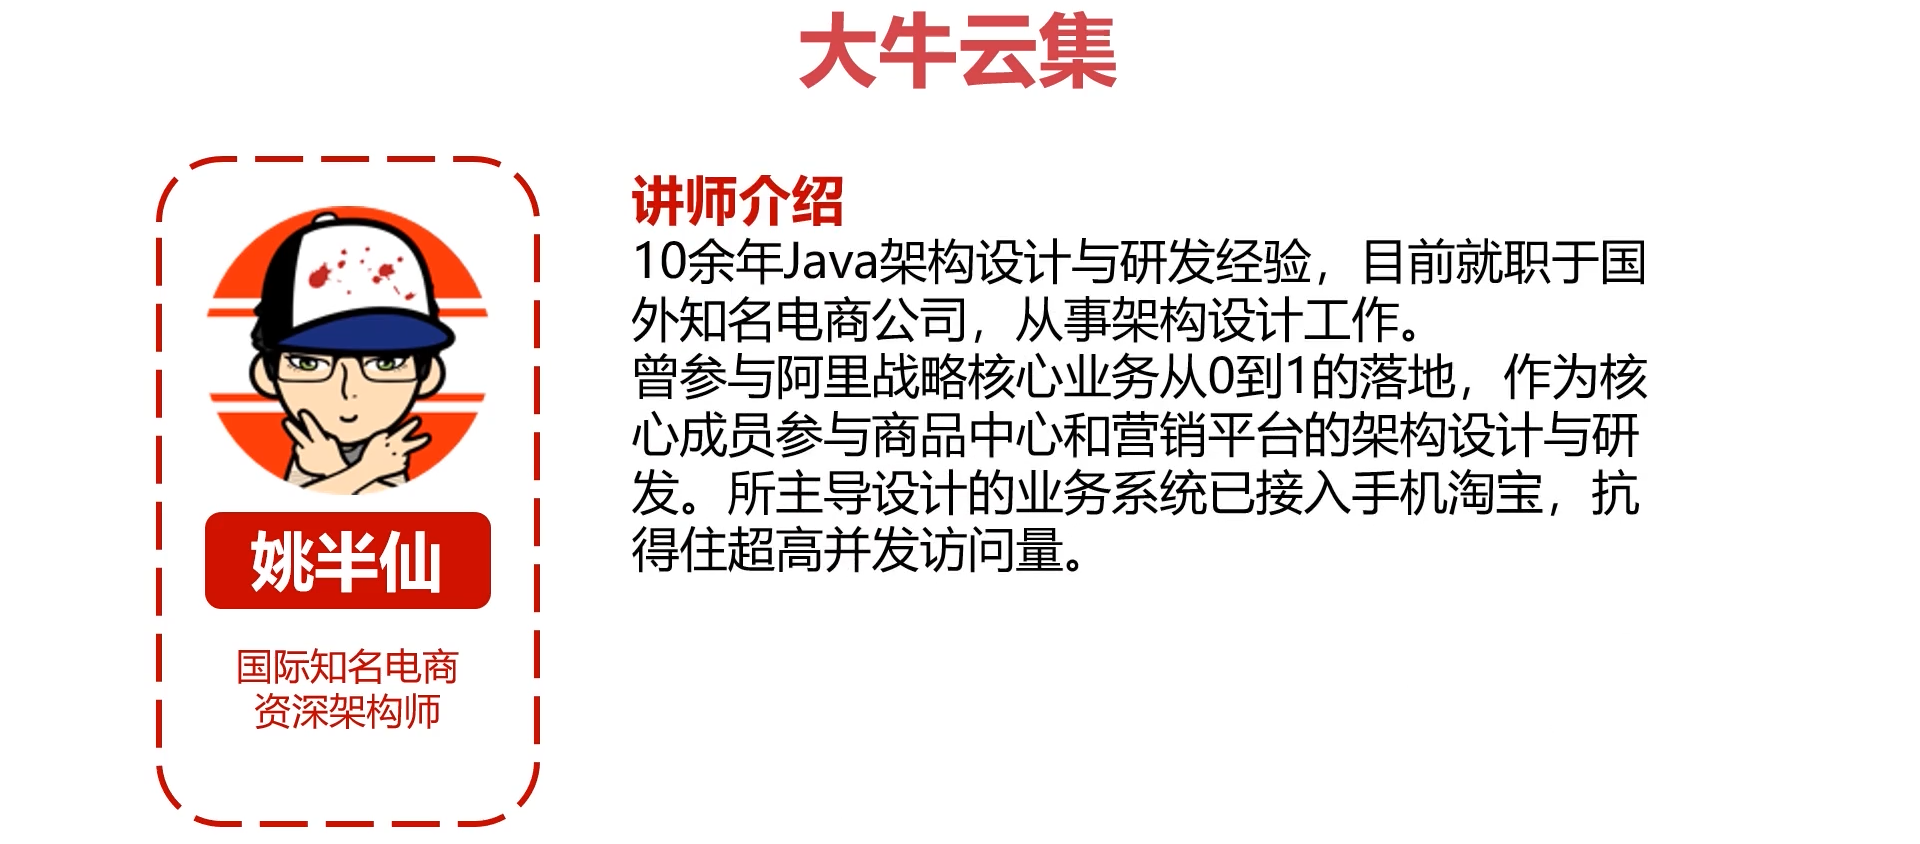 大牛云集
姚半仙
国际知名电商
资深架构师
讲师介绍
10余年Java架构设计与研发经验，目前就职于国
外知名电商公司，从事架构设计工作。
曾参与阿里战略核心业务从0到1的落地，作为核
心成员参与商品中心和营销平台的架构设计与研
发。所主导设计的业务系统已接入手机淘宝，抗
得住超高并发访问量。